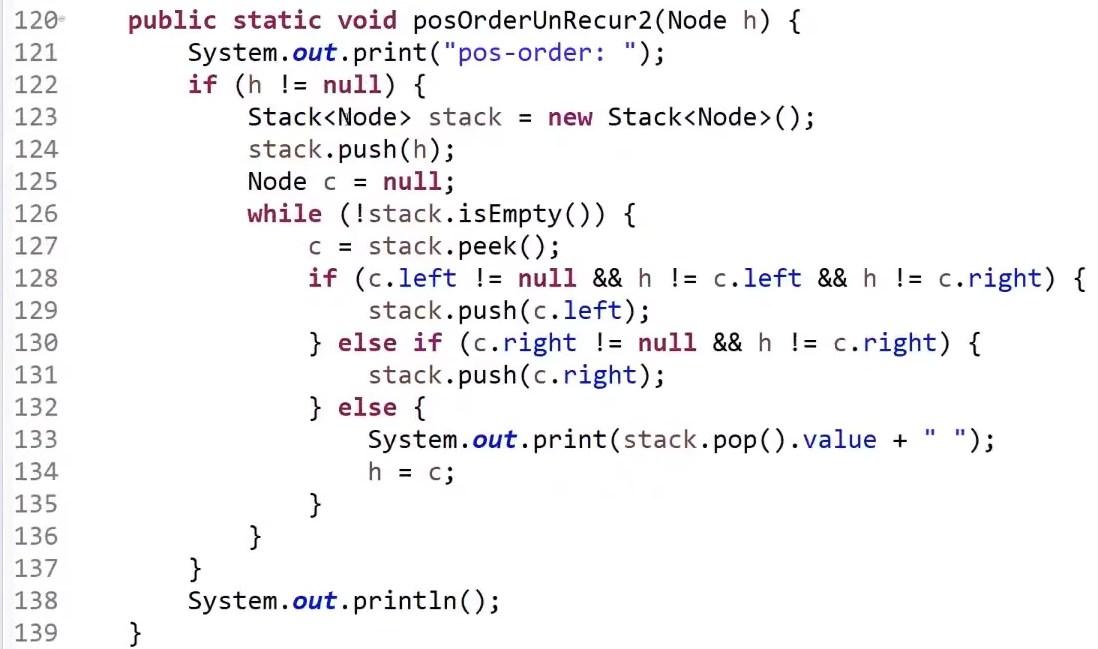 120 public static void posOrderUnRecur2(Node h) {
121 System.out.print("pos-order: ");
122 if (h != null) {
123 Stack<Node> stack = new Stack<Node>();
124 stack.push(h);
125 Node c = null;
126 while (!stack.isEmpty()) {
127 c = stack.peek();
128 if (c.left != null && h != c.left && h != c.right) {
129 stack.push(c.left);
130 } else if (c.right != null && h != c.right) {
131 stack.push(c.right);
132 } else {
133 System.out.print(stack.pop().value + " ");
134 h = c;
135 }
136 }
137 }
138 System.out.println();
139 }